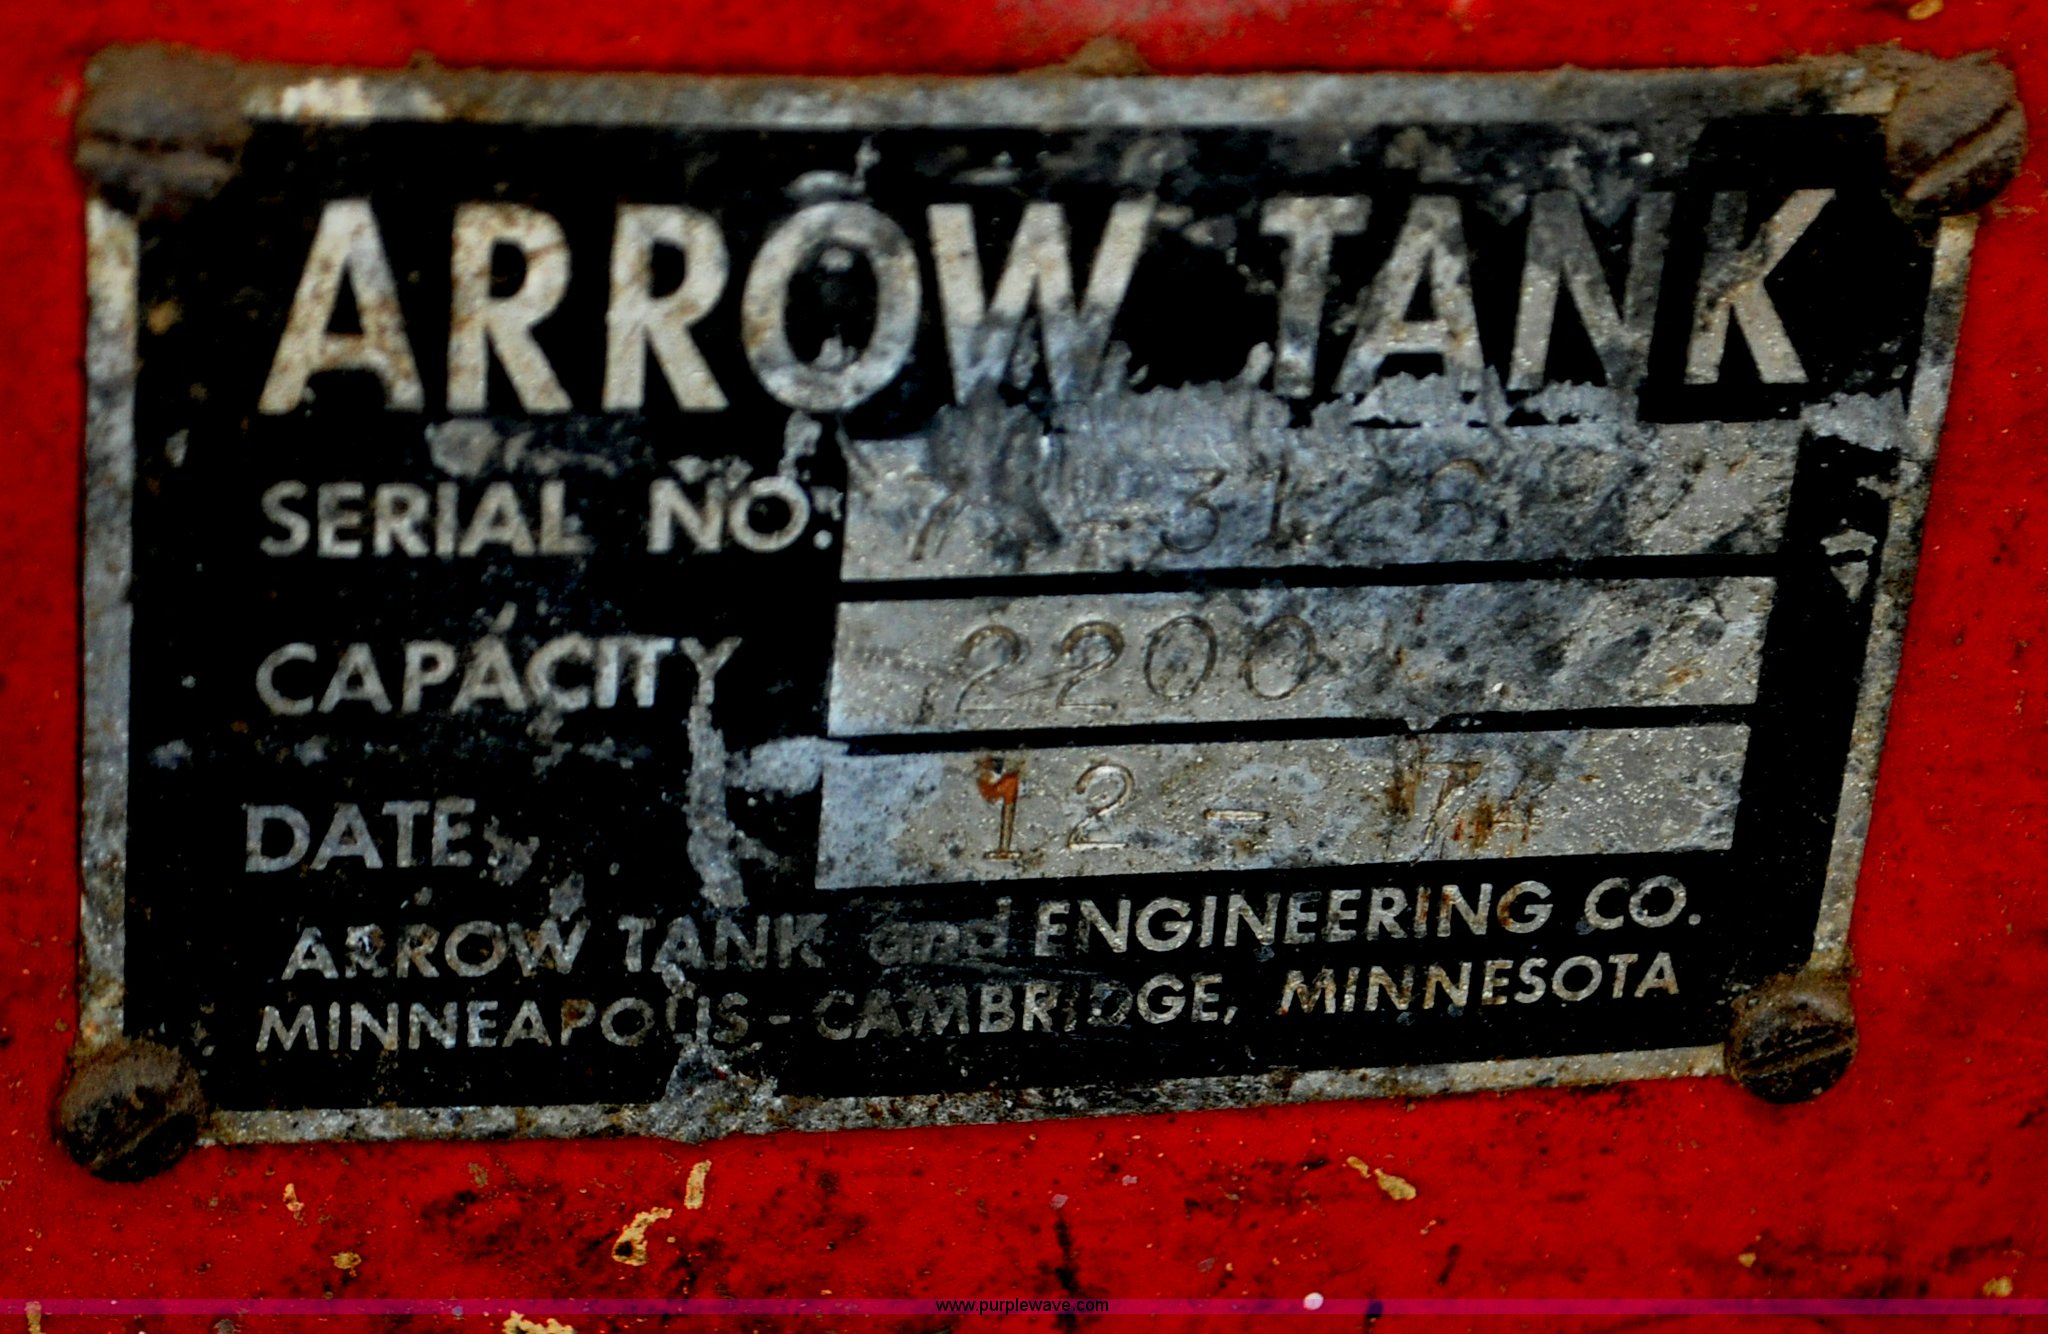 ARROW TANK
SERIAL NO:
CAPACITY 2200
DATE 12 - 74
ARROW TANK and ENGINEERING CO.
MINNEAPOLIS - CAMBRIDGE, MINNESOTA
www.purplewave.com